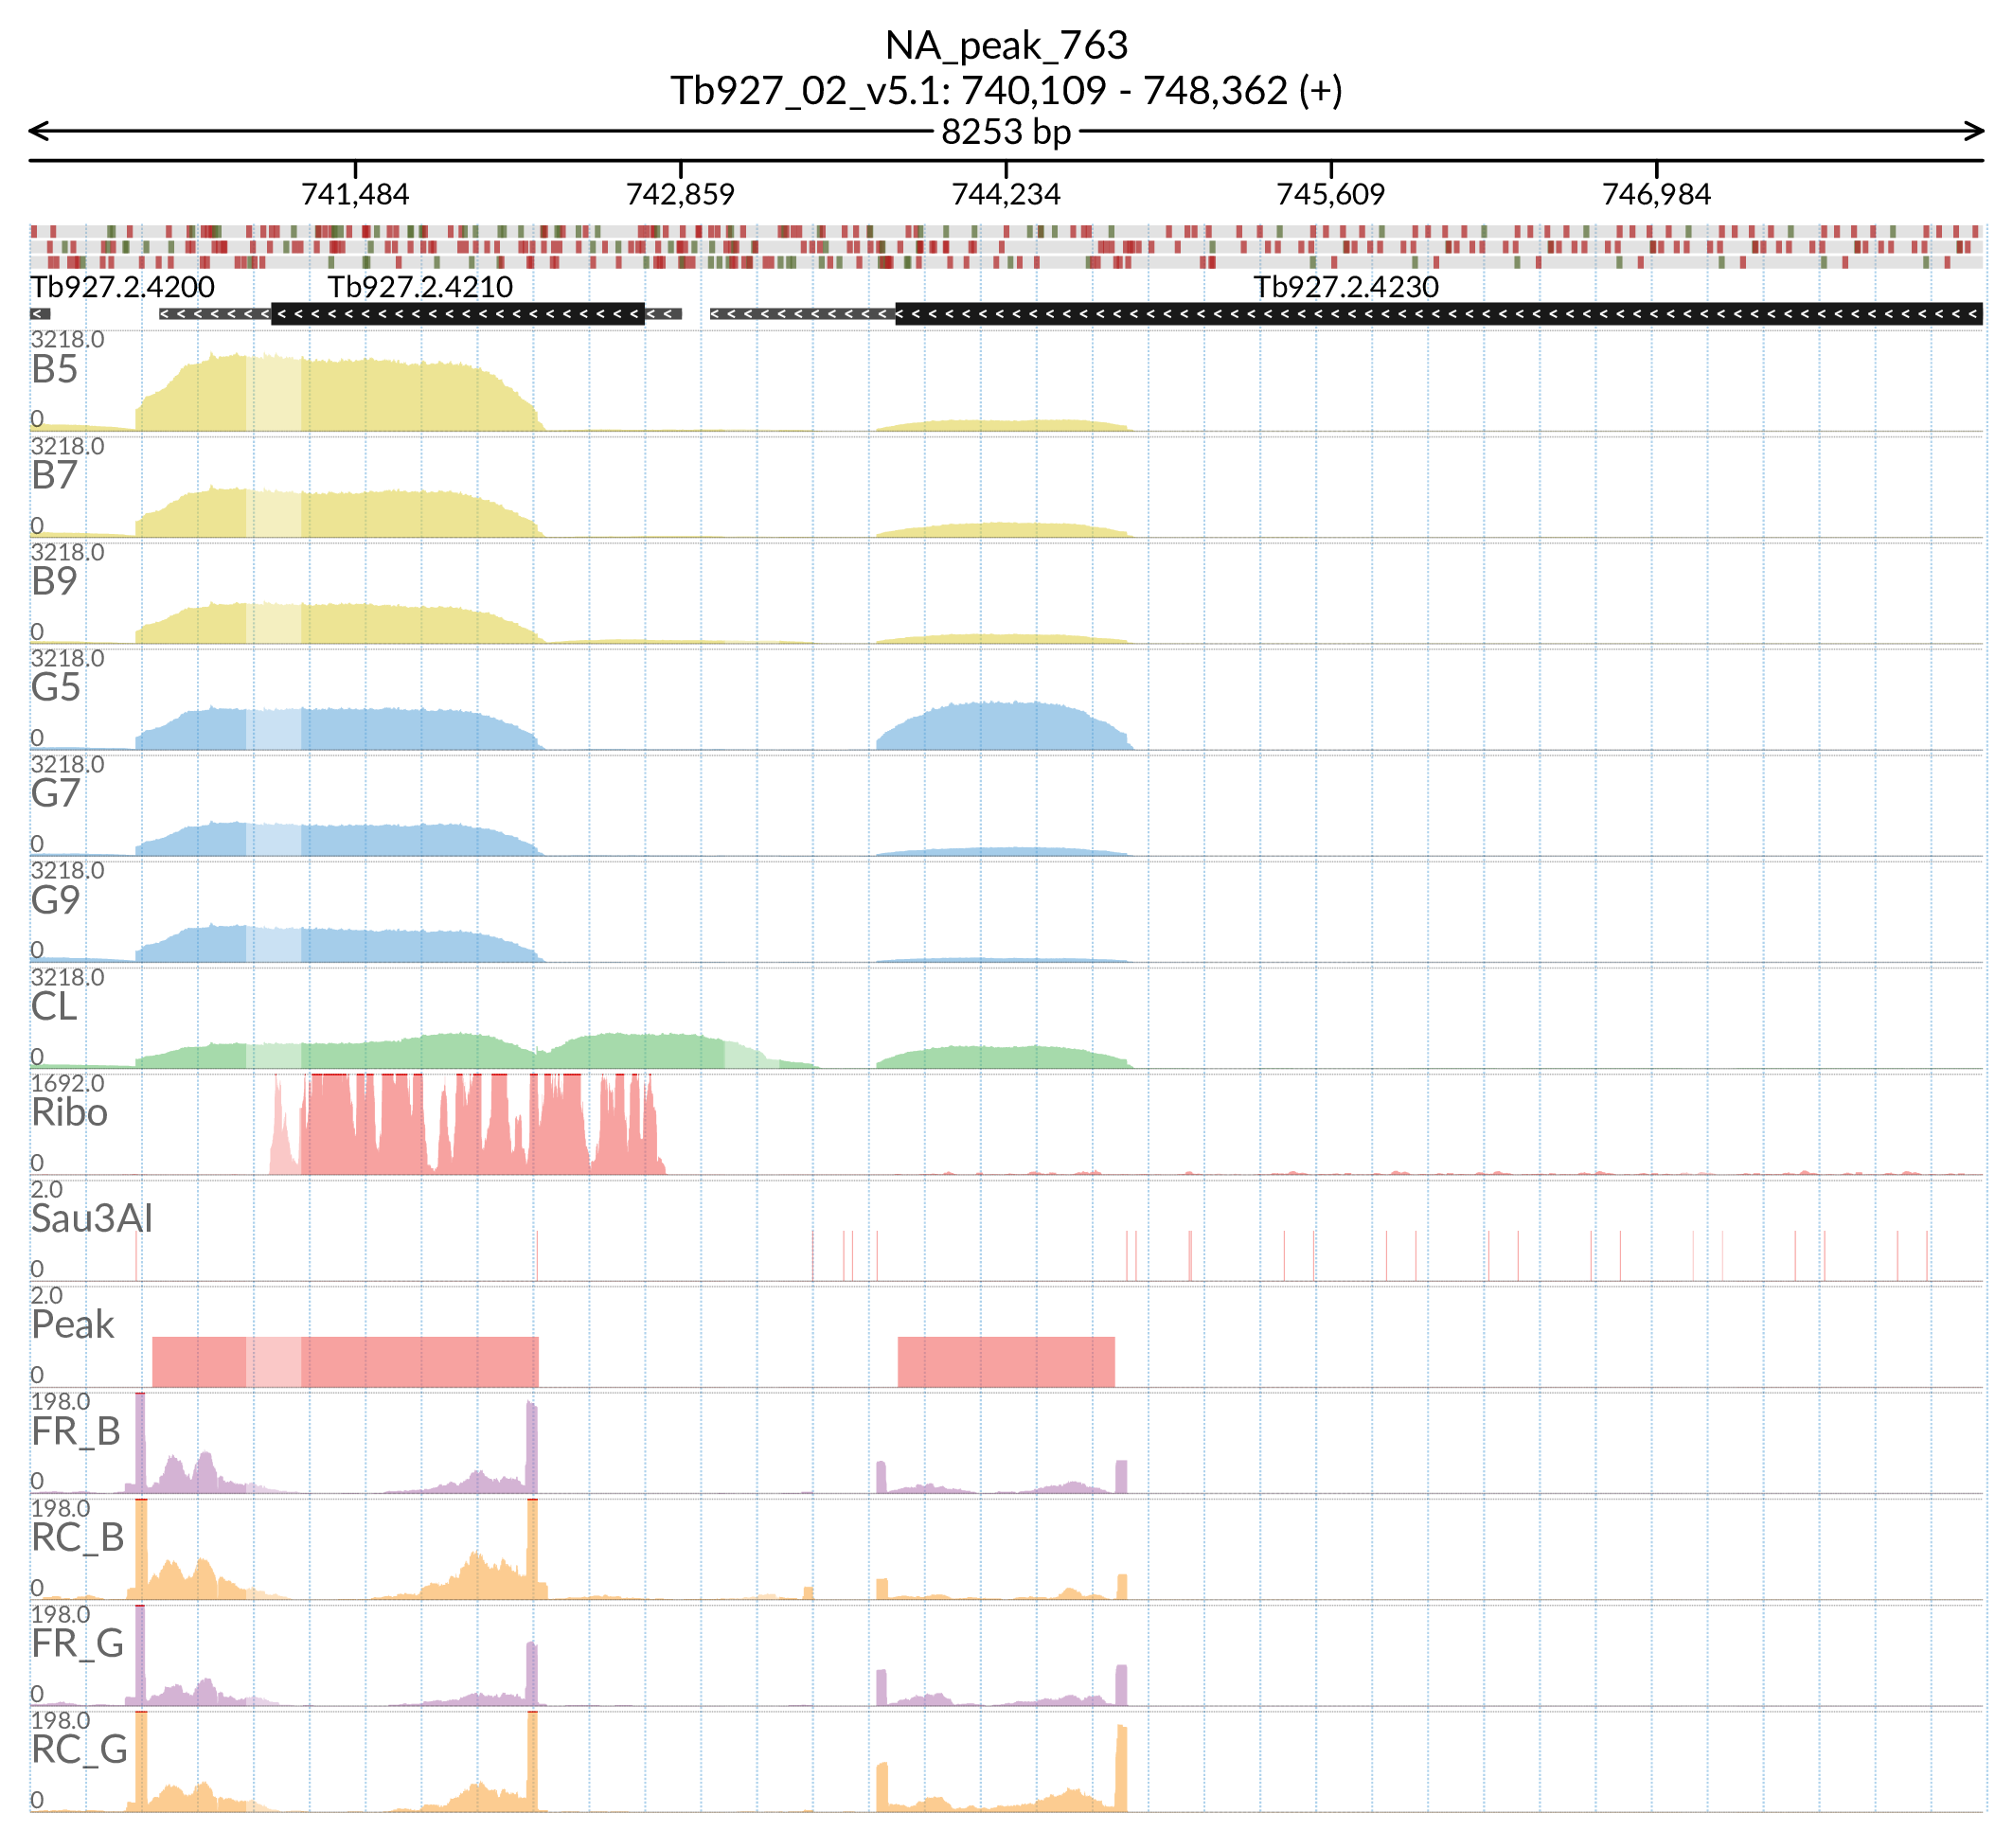 NA_peak_763
Tb927_02_v5.1: 740,109 - 748,362 (+)
8253 bp
741,484 742,859 744,234 745,609 746,984
Tb927.2.4200 Tb927.2.4210 Tb927.2.4230
3218.0
B5
0
3218.0
B7
0
3218.0
B9
0
3218.0
G5
0
3218.0
G7
0
3218.0
G9
0
3218.0
CL
0
1692.0
Ribo
0
2.0
Sau3AI
0
2.0
Peak
0
198.0
FR_B
0
198.0
RC_B
0
198.0
FR_G
0
198.0
RC_G
0